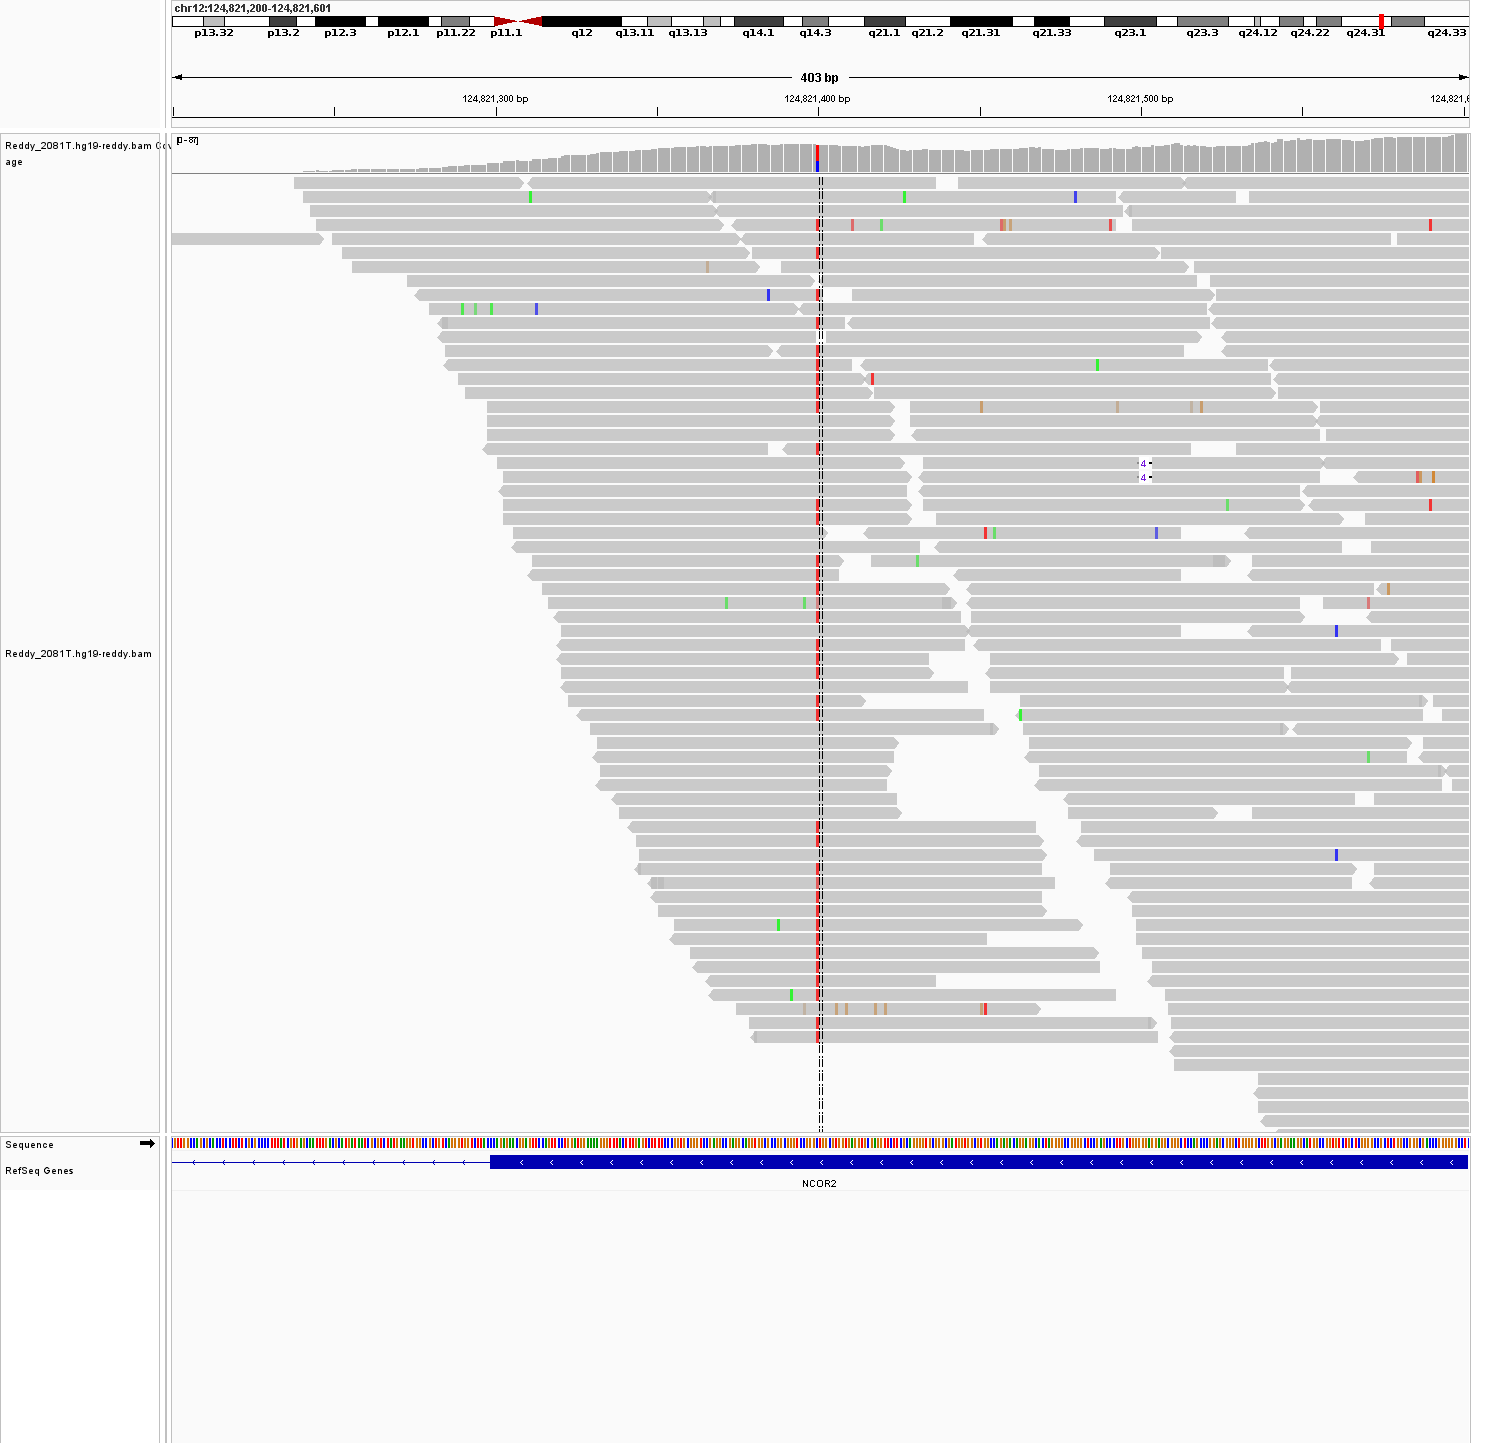 chr12:124,821,200-124,821,601
p13.32 p13.2 p12.3 p12.1 p11.22 p11.1 q12 q13.11 q13.13 q14.1 q14.3 q21.1 q21.2 q21.31 q21.33 q23.1 q23.3 q24.12 q24.22 q24.31 q24.33
403 bp
124,821,300 bp 124,821,400 bp 124,821,500 bp 124,821,6
[0 - 87]
Reddy_2081T.hg19-reddy.bam Cov
age
4
4
Reddy_2081T.hg19-reddy.bam
Sequence
RefSeq Genes
NCOR2